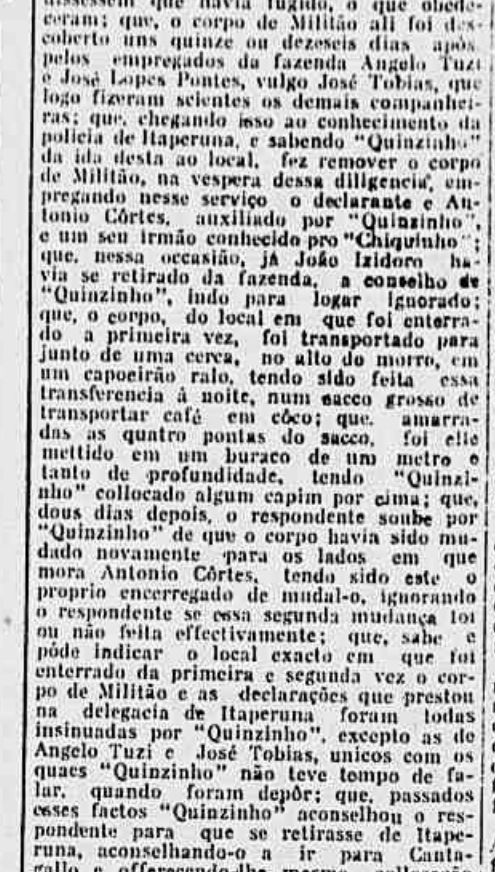 dissessem que havia fugido, o que obede-
ceram; que, o corpo de Militão ali foi des-
coberto uns quinze ou dezeseis dias após
pelos empregados da fazenda Angelo Tuzi
e José Lopes Pontes, vulgo José Tobias, que
logo fizeram scientes os demais companhei-
ras; que, chegando isso ao conhecimento da
policia de Itaperuna, e sabendo "Quinzinho"
da ida desta ao local, fez remover o corpo
de Militão, na vespera dessa diligencia, em-
pregando nesse serviço o declarante e An-
tonio Côrtes, auxiliado por "Quinzinho",
e um seu irmão conhecido pro "Chiquinho";
que, nessa occasião, já João Izidoro ha-
via se retirado da fazenda, a conselho de
"Quinzinho", indo para logar ignorado;
que, o corpo, do local em que foi enterra-
do a primeira vez, foi transportado para
junto de uma cerca, no alto do morro, em
um capoeirão ralo, tendo sido feita essa
transferencia á noite, num sacco grosso de
transportar café em côco; que, amarra-
das as quatro pontas do sacco, foi elle
mettido em um buraco de um metro e
tanto de profundidade, tendo "Quinzi-
nho" collocado algum capim por cima; que,
dous dias depois, o respondente soube por
"Quinzinho" de que o corpo havia sido mu-
dado novamente para os lados em que
mora Antonio Côrtes, tendo sido este o
proprio encerregado de mudal-o, ignorando
o respondente se essa segunda mudança foi
ou não feita effectivamente; que, sabe e
póde indicar o local exacto em que foi
enterrado da primeira e segunda vez o cor-
po de Militão e as declarações que prestou
na delegacia de Itaperuna foram todas
insinuadas por "Quinzinho", excepto as de
Angelo Tuzi e José Tobias, unicos com os
quaes "Quinzinho" não teve tempo de fa-
lar, quando foram depôr; que, passados
esses factos "Quinzinho" aconselhou o res-
pondente para que se retirasse de Itape-
runa, aconselhando-o a ir para Canta-
gallo e offerecendo-lhe mesmo collocação